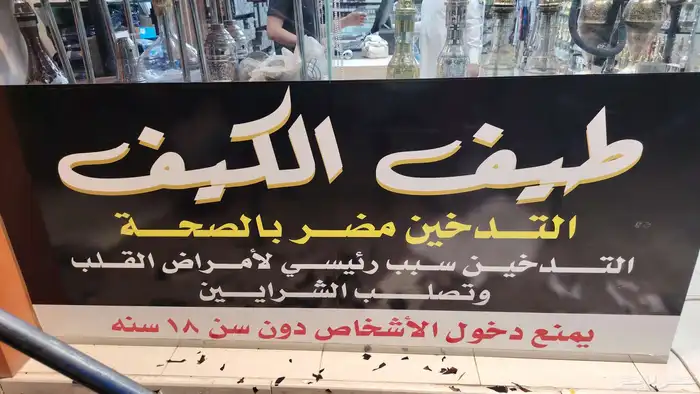 طيف الكيف
التدخين مضر بالصحة
التدخين سبب رئيسي لأمراض القلب
وتصلب الشرايين
يمنع دخول الأشخاص دون سن ١٨ سنه